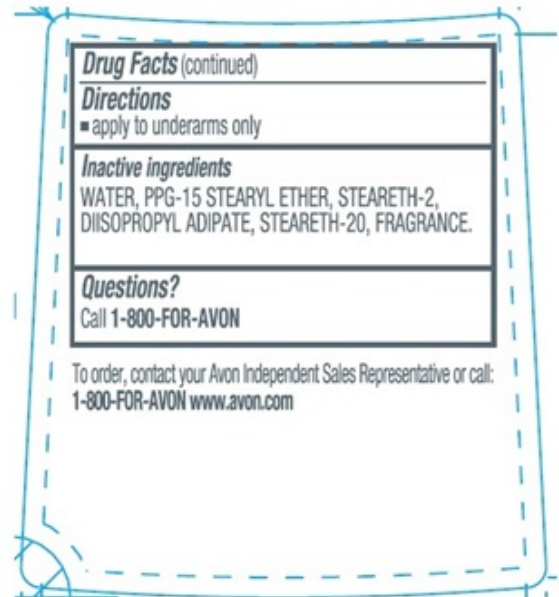 Drug Facts (continued)
Directions
▪ apply to underarms only
Inactive ingredients
WATER, PPG-15 STEARYL ETHER, STEARETH-2,
DIISOPROPYL ADIPATE, STEARETH-20, FRAGRANCE.
Questions?
Call 1-800-FOR-AVON
To order, contact your Avon Independent Sales Representative or call:
1-800-FOR-AVON www.avon.com